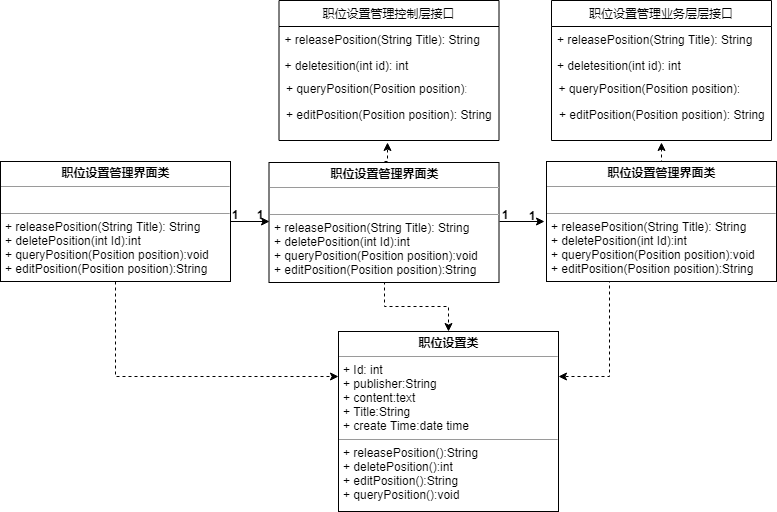 职位设置管理控制层接口
+ releasePosition(String Title): String
+ deletesition(int id): int
+ queryPosition(Position position):
+ editPosition(Position position): String
职位设置管理业务层层接口
+ releasePosition(String Title): String
+ deletesition(int id): int
+ queryPosition(Position position):
+ editPosition(Position position): String
职位设置管理界面类
+ releasePosition(String Title): String
+ deletePosition(int Id):int
+ queryPosition(Position position):void
+ editPosition(Position position):String
1
1
职位设置管理界面类
+ releasePosition(String Title): String
+ deletePosition(int Id):int
+ queryPosition(Position position):void
+ editPosition(Position position):String
1
1
职位设置管理界面类
+ releasePosition(String Title): String
+ deletePosition(int Id):int
+ queryPosition(Position position):void
+ editPosition(Position position):String
职位设置类
+ Id: int
+ publisher:String
+ content:text
+ Title:String
+ create Time:date time
+ releasePosition():String
+ deletePosition():int
+ editPosition():String
+ queryPosition():void